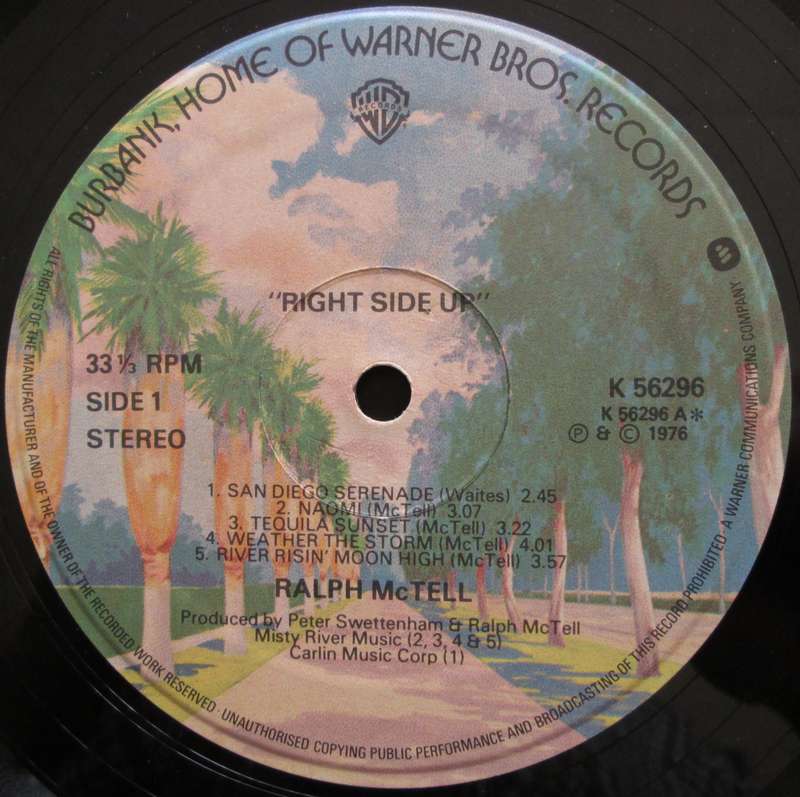 BURBANK, HOME OF WARNER BROS. RECORDS
WB
RECORDS
"RIGHT SIDE UP"
33 1/3 RPM
SIDE 1
STEREO
K 56296
K 56296 A*
Ⓟ & © 1976
1. SAN DIEGO SERENADE (Waites) 2.45
2. NAOMI (McTell) 3.07
3. TEQUILA SUNSET (McTell) 3.22
4. WEATHER THE STORM (McTell) 4.01
5. RIVER RISIN' MOON HIGH (McTell) 3.57
RALPH McTELL
Produced by Peter Swettenham & Ralph McTell
Misty River Music (2, 3, 4 & 5)
Carlin Music Corp (1)
ALL RIGHTS OF THE MANUFACTURER AND OF THE OWNER OF THE RECORDED WORK RESERVED · UNAUTHORISED COPYING PUBLIC PERFORMANCE AND BROADCASTING OF THIS RECORD PROHIBITED · A WARNER COMMUNICATIONS COMPANY